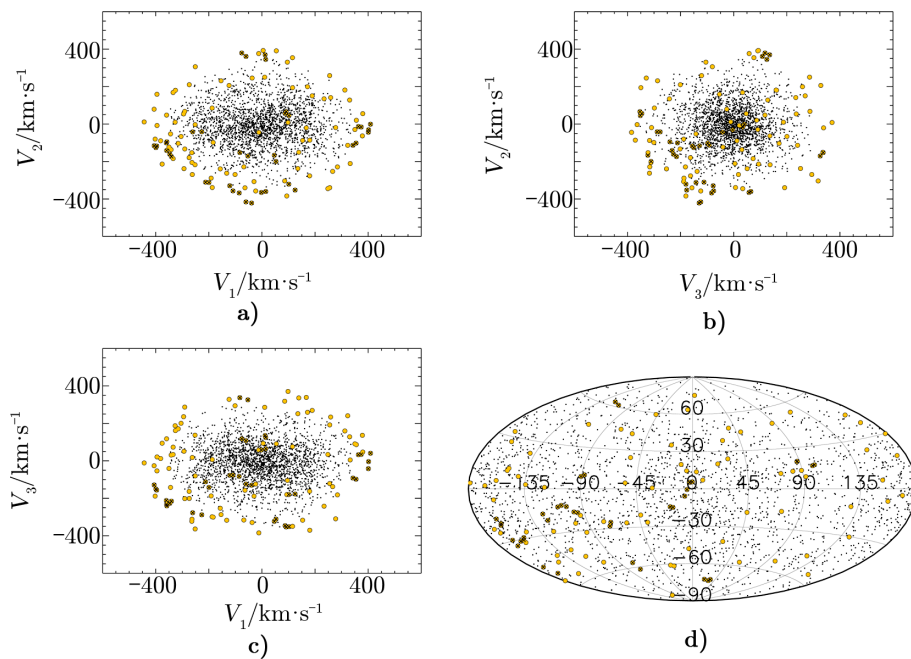 400
0
−400
V₂/km·s⁻¹
−400 0 400
V₁/km·s⁻¹
a)
400
0
−400
V₂/km·s⁻¹
−400 0 400
V₃/km·s⁻¹
b)
400
0
−400
V₃/km·s⁻¹
−400 0 400
V₁/km·s⁻¹
c)
60
30
−135 −90 −45 0 45 90 135
−30
−60
−90
d)